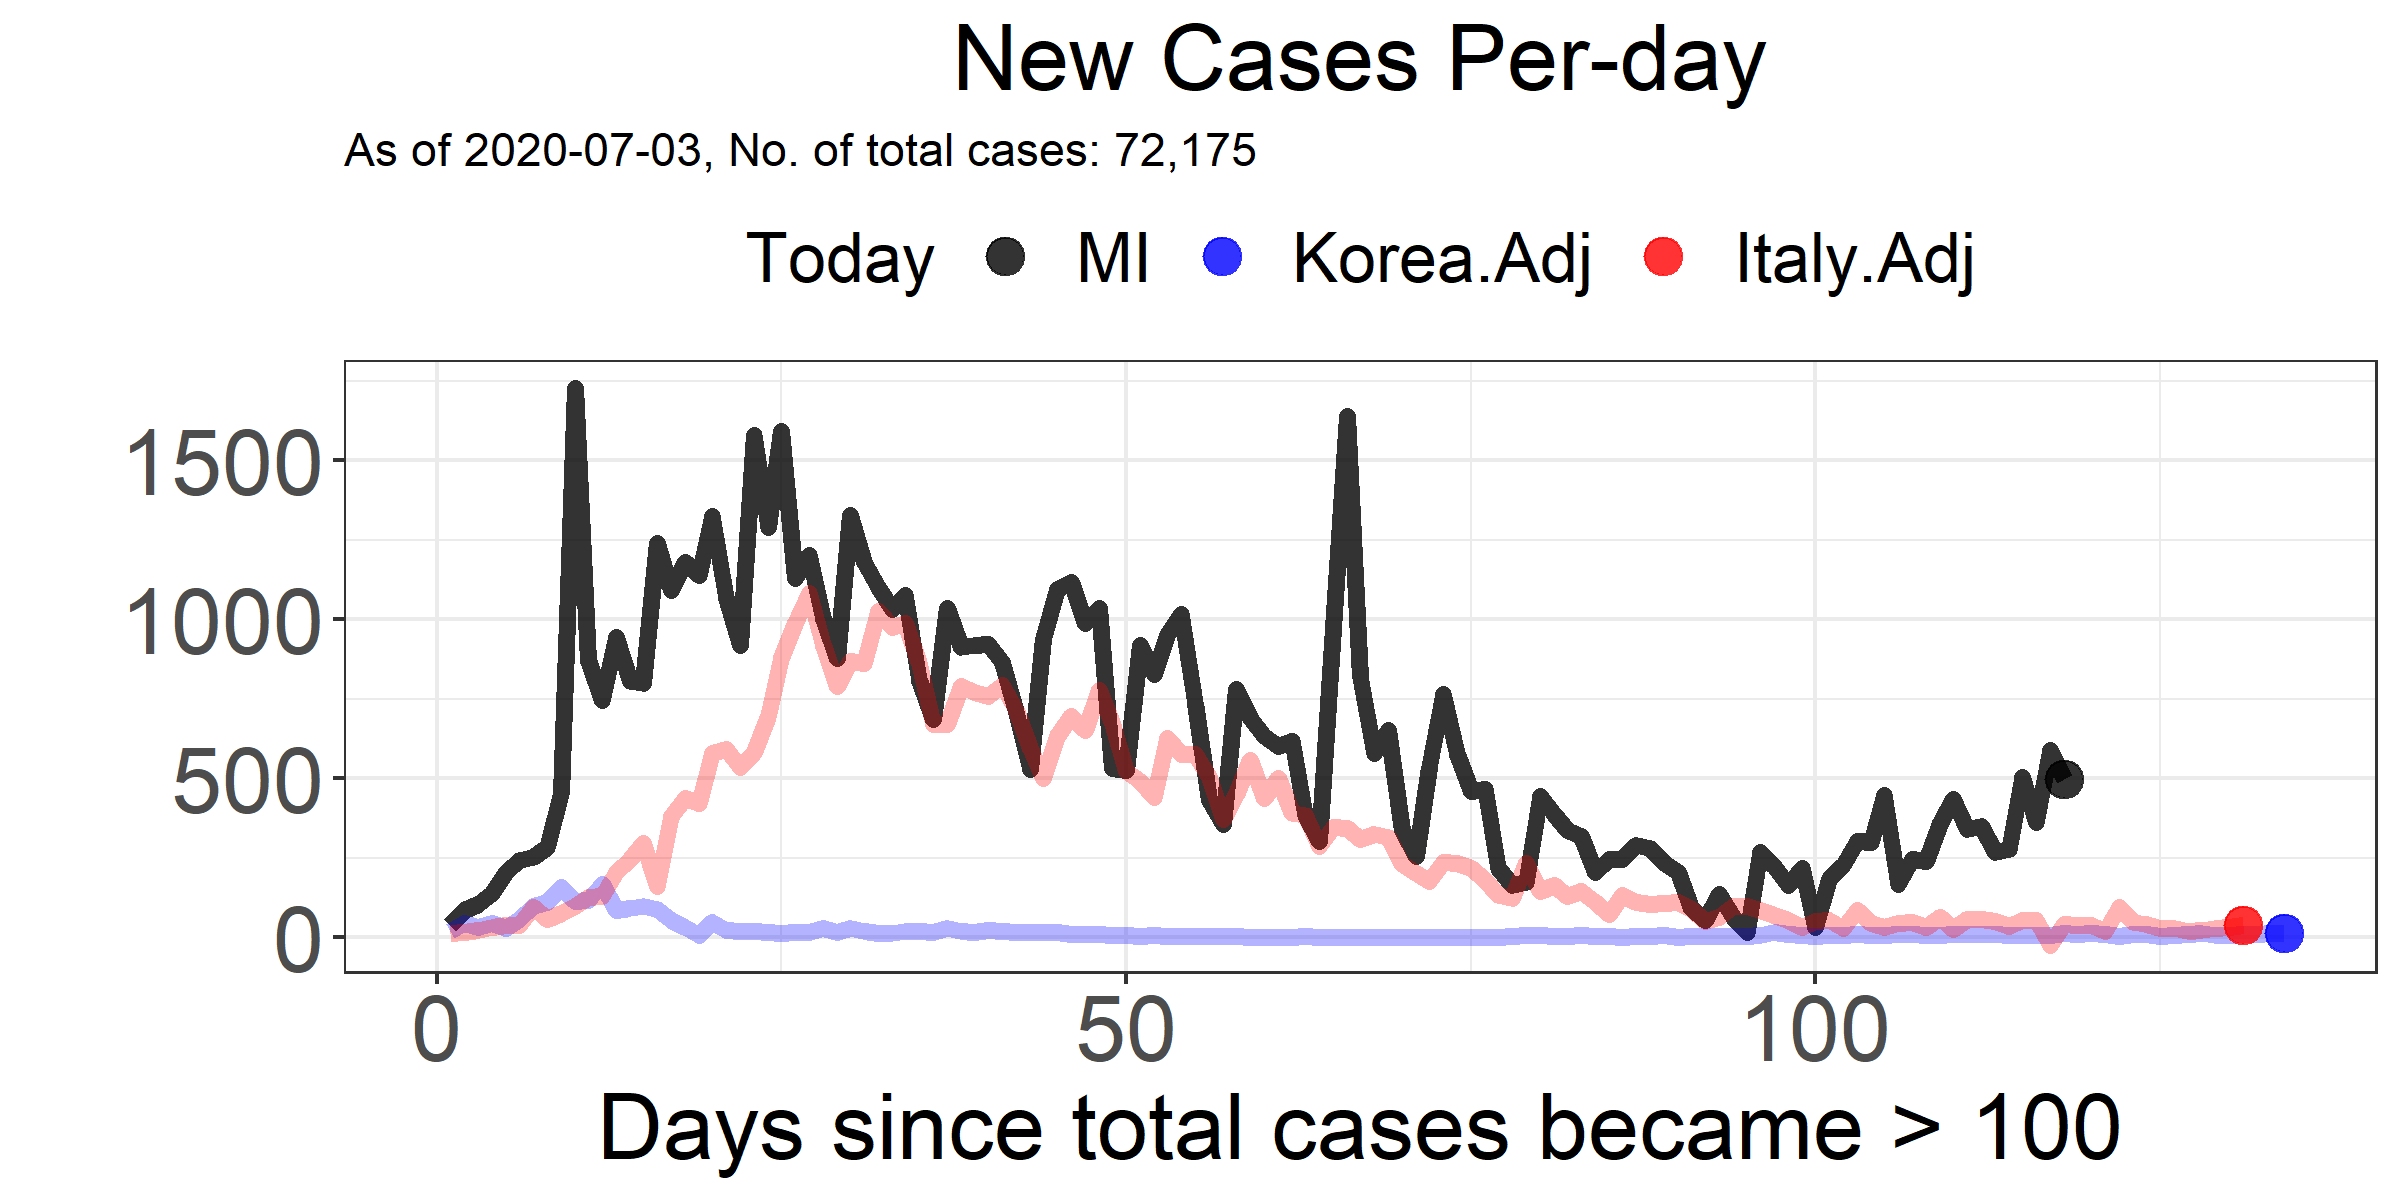 New Cases Per-day
As of 2020-07-03, No. of total cases: 72,175
Today MI Korea.Adj Italy.Adj
1500
1000
500
0
0 50 100
Days since total cases became > 100